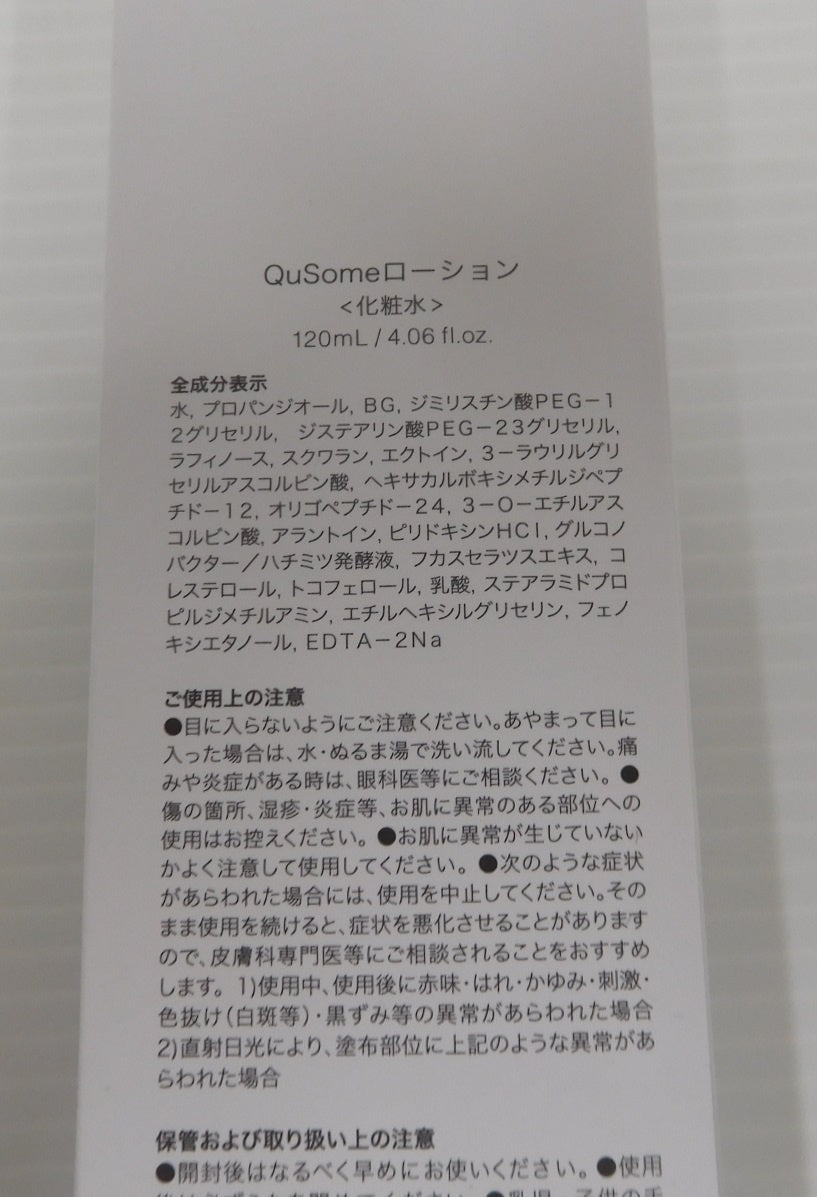 QuSomeローション
<化粧水>
120mL / 4.06 fl.oz.
全成分表示
水, プロパンジオール, BG, ジミリスチン酸PEG－1
2グリセリル, ジステアリン酸PEG－23グリセリル,
ラフィノース, スクワラン, エクトイン, 3－ラウリルグリ
セリルアスコルビン酸, ヘキサカルボキシメチルジペプ
チド－12, オリゴペプチド－24, 3－O－エチルアス
コルビン酸, アラントイン, ピリドキシンHCl, グルコノ
バクター／ハチミツ発酵液, フカスセラツスエキス, コ
レステロール, トコフェロール, 乳酸, ステアラミドプロ
ピルジメチルアミン, エチルヘキシルグリセリン, フェノ
キシエタノール, EDTA－2Na
ご使用上の注意
●目に入らないようにご注意ください。あやまって目に
入った場合は、水・ぬるま湯で洗い流してください。痛
みや炎症がある時は、眼科医等にご相談ください。●
傷の箇所、湿疹・炎症等、お肌に異常のある部位への
使用はお控えください。●お肌に異常が生じていない
かよく注意して使用してください。●次のような症状
があらわれた場合には、使用を中止してください。その
まま使用を続けると、症状を悪化させることがあります
ので、皮膚科専門医等にご相談されることをおすすめ
します。1)使用中、使用後に赤味・はれ・かゆみ・刺激・
色抜け(白斑等)・黒ずみ等の異常があらわれた場合
2)直射日光により、塗布部位に上記のような異常があ
らわれた場合
保管および取り扱い上の注意
●開封後はなるべく早めにお使いください。●使用